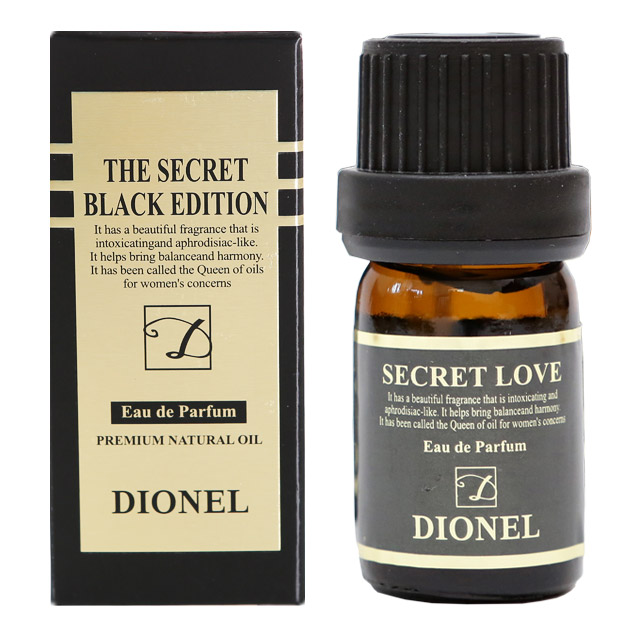 THE SECRET
BLACK EDITION
It has a beautiful fragrance that is
intoxicatingand aphrodisiac-like.
It helps bring balanceand harmony.
It has been called the Queen of oils
for women's concerns
D
Eau de Parfum
PREMIUM NATURAL OIL
DIONEL
SECRET LOVE
It has a beautiful fragrance that is intoxicating and
aphrodisiac-like. It helps bring balanceand harmony.
It has been called the Queen of oil for women's concerns
Eau de Parfum
D
DIONEL